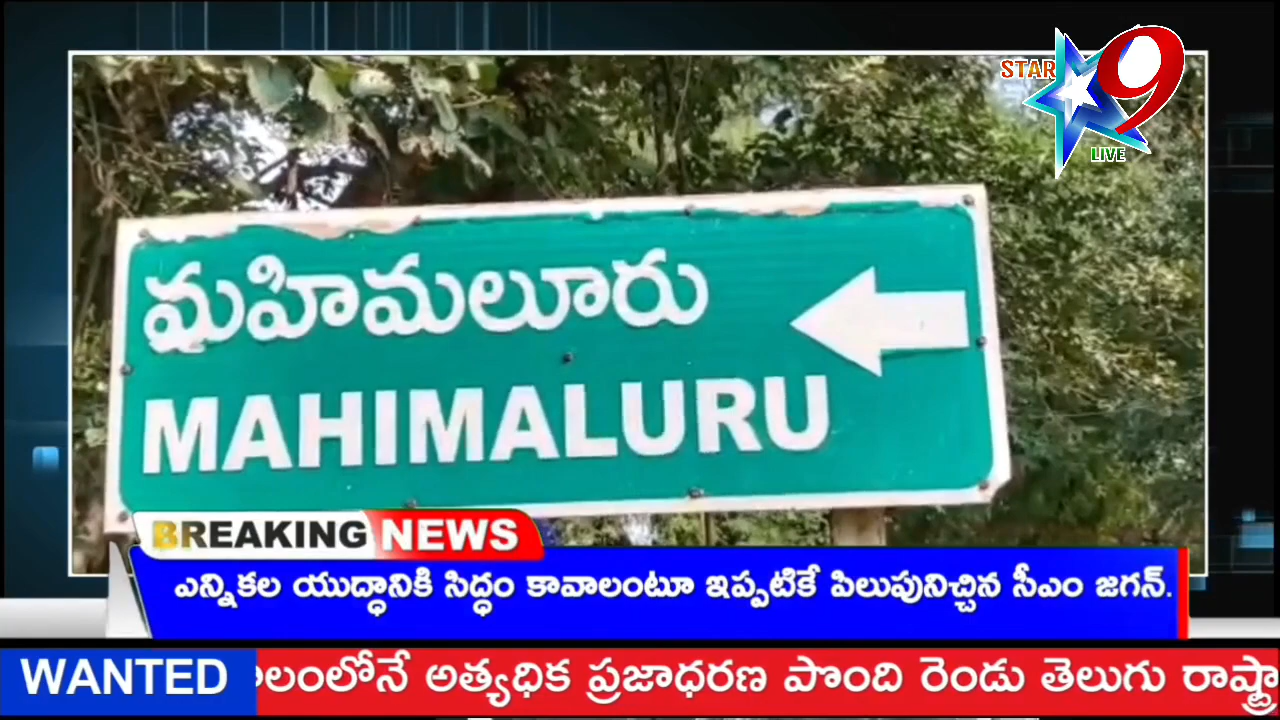 STAR 9
LIVE
మహిమలూరు
MAHIMALURU
BREAKING NEWS
ఎన్నికల యుద్ధానికి సిద్ధం కావాలంటూ ఇప్పటికే పిలుపునిచ్చిన సీఎం జగన్.
WANTED
అత్యధిక ప్రజాధరణ పొంది రెండు తెలుగు